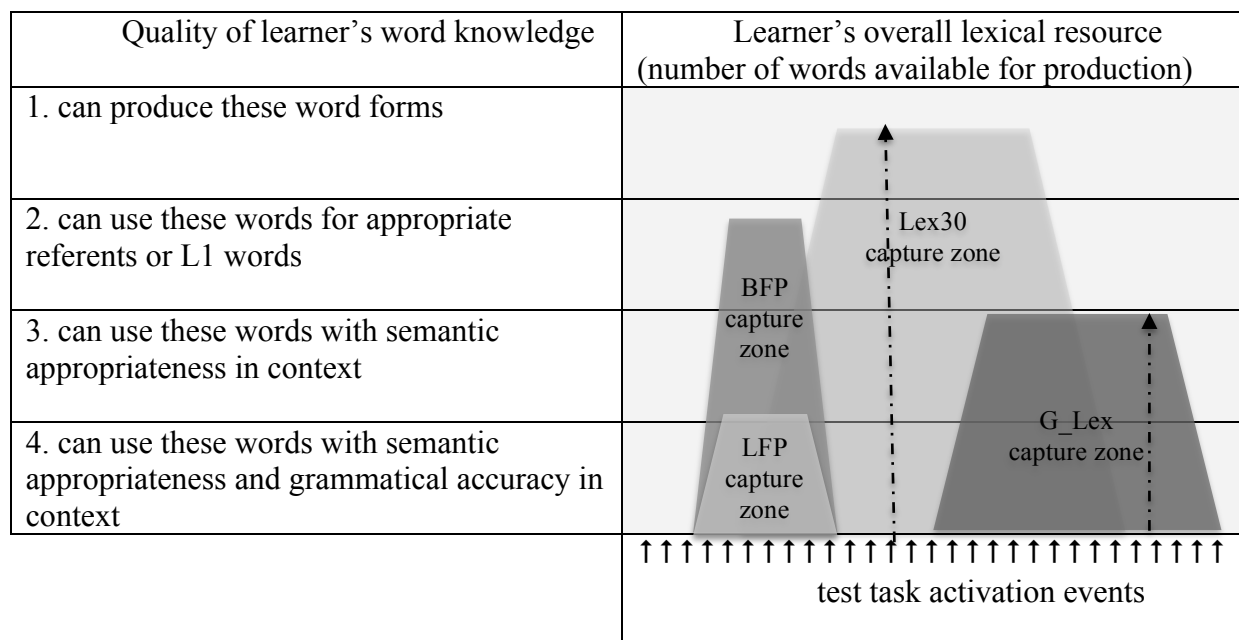 Quality of learner’s word knowledge
Learner’s overall lexical resource
(number of words available for production)
1. can produce these word forms
2. can use these words for appropriate
referents or L1 words
3. can use these words with semantic
appropriateness in context
4. can use these words with semantic
appropriateness and grammatical accuracy in
context
Lex30
capture zone
BFP
capture
zone
G_Lex
capture zone
LFP
capture
zone
test task activation events